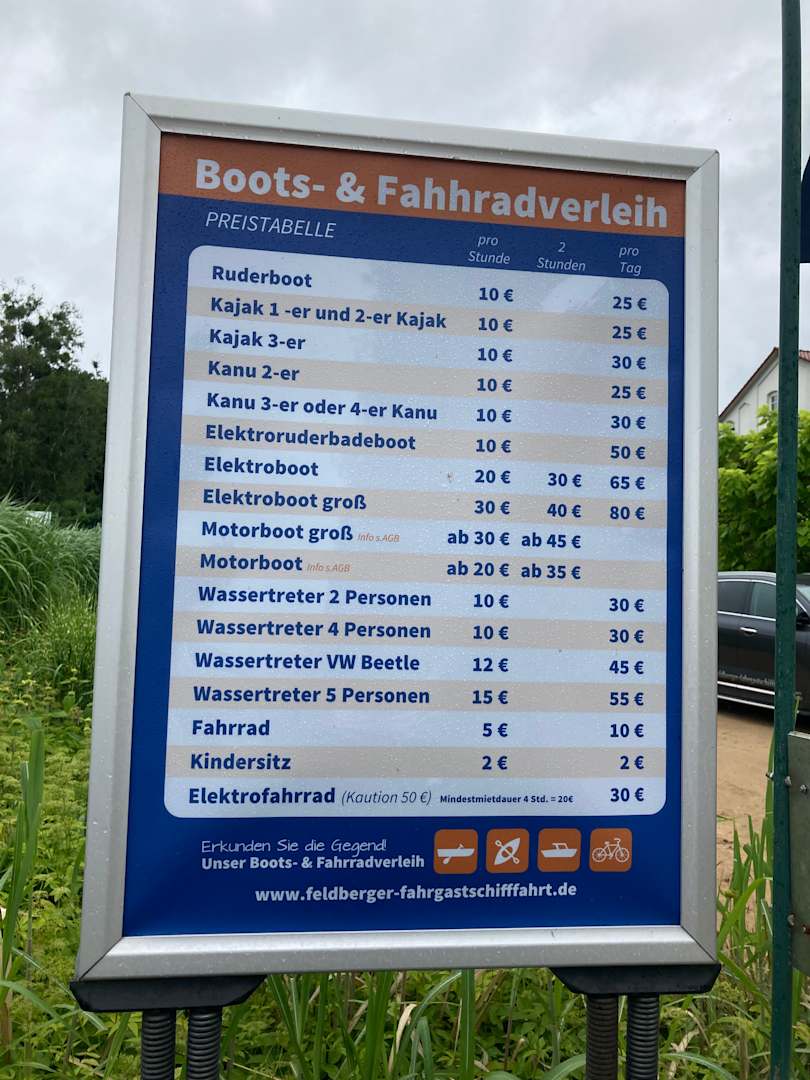 Boots- & Fahhradverleih
PREISTABELLE pro Stunde 2 Stunden pro Tag
Ruderboot 10 € 25 €
Kajak 1 -er und 2-er Kajak 10 € 25 €
Kajak 3-er 10 € 30 €
Kanu 2-er 10 € 25 €
Kanu 3-er oder 4-er Kanu 10 € 30 €
Elektroruderbadeboot 10 € 50 €
Elektroboot 20 € 30 € 65 €
Elektroboot groß 30 € 40 € 80 €
Motorboot groß Info s.AGB ab 30 € ab 45 €
Motorboot Info s.AGB ab 20 € ab 35 €
Wassertreter 2 Personen 10 € 30 €
Wassertreter 4 Personen 10 € 30 €
Wassertreter VW Beetle 12 € 45 €
Wassertreter 5 Personen 15 € 55 €
Fahrrad 5 € 10 €
Kindersitz 2 € 2 €
Elektrofahrrad (Kaution 50 €) Mindestmietdauer 4 Std. = 20€ 30 €
Erkunden Sie die Gegend!
Unser Boots- & Fahrradverleih
www.feldberger-fahrgastschifffahrt.de